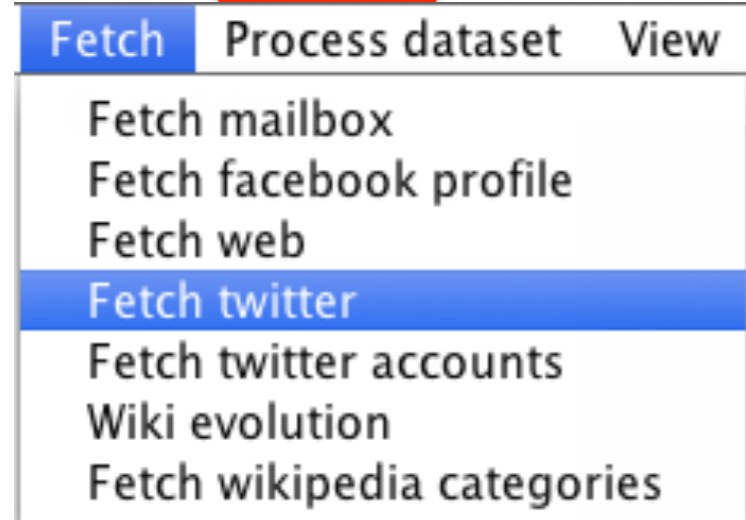 Fetch Process dataset View
Fetch mailbox
Fetch facebook profile
Fetch web
Fetch twitter
Fetch twitter accounts
Wiki evolution
Fetch wikipedia categories